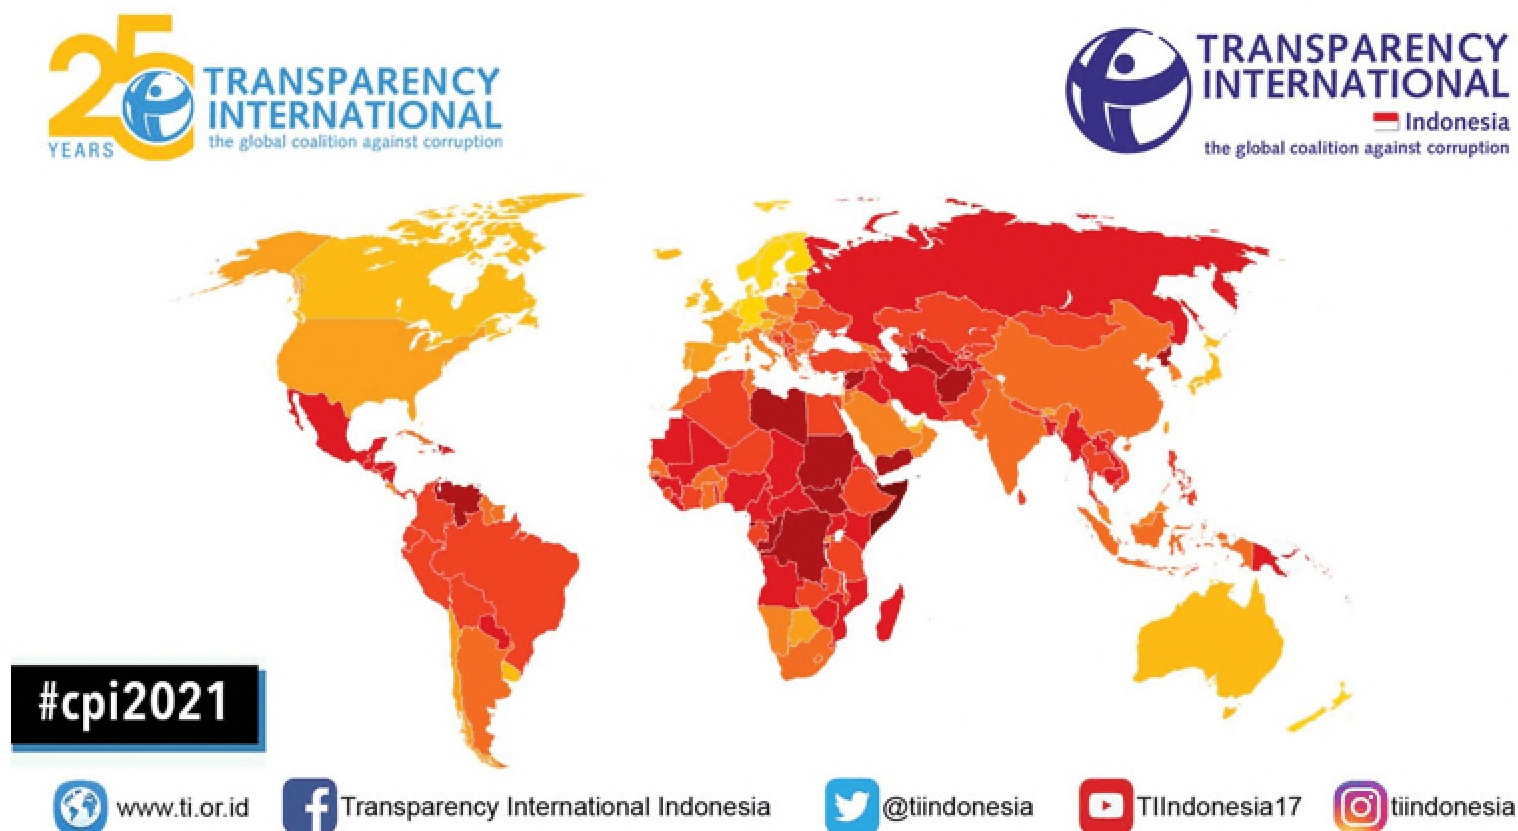 25
YEARS
TRANSPARENCY
INTERNATIONAL
the global coalition against corruption
TRANSPARENCY
INTERNATIONAL
Indonesia
the global coalition against corruption
#cpi2021
www.ti.or.id
Transparency International Indonesia
@tiindonesia
TIIndonesia17
tiindonesia